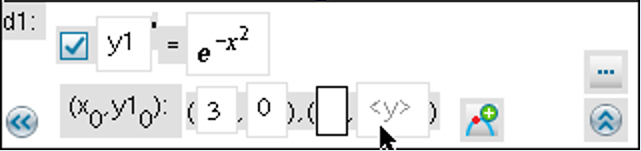 d1:
y1' = e^{-x^2}
...
(x₀,y1₀): (3,0),( ,<y>)